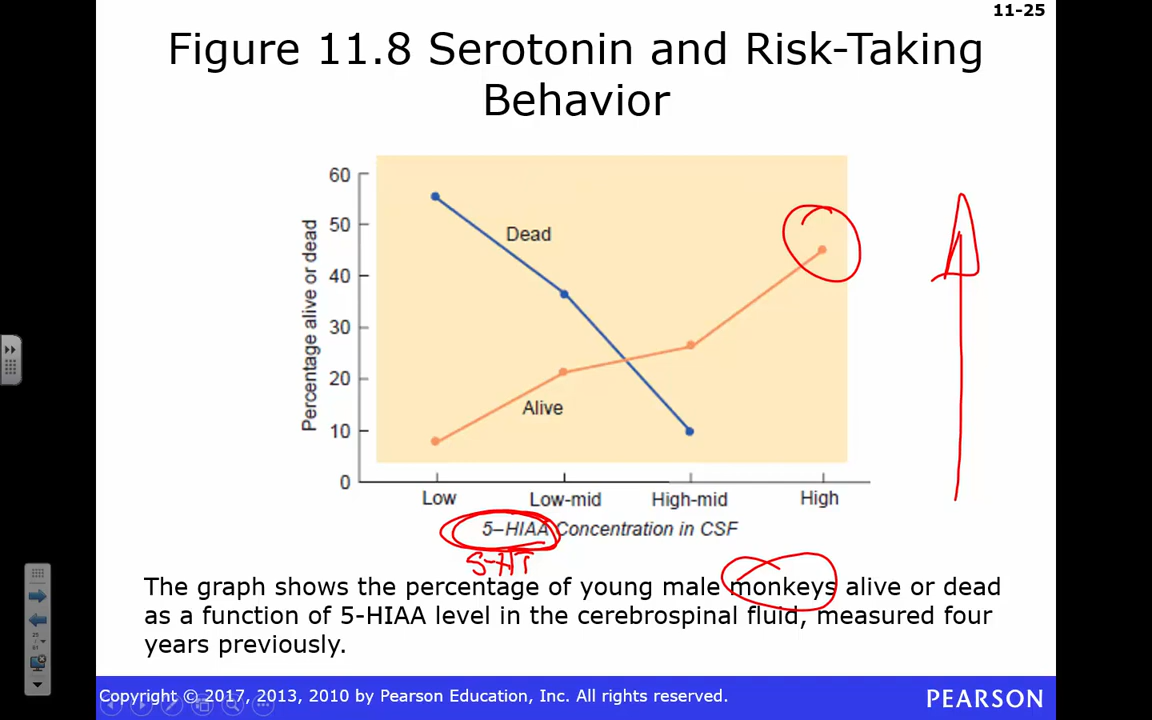 11-25
Figure 11.8 Serotonin and Risk-Taking
Behavior
Percentage alive or dead
60
50
40
30
20
10
0
Dead
Alive
Low
Low-mid
High-mid
High
5–HIAA Concentration in CSF
5-HT
The graph shows the percentage of young male monkeys alive or dead
as a function of 5-HIAA level in the cerebrospinal fluid, measured four
years previously.
Copyright © 2017, 2013, 2010 by Pearson Education, Inc. All rights reserved.
PEARSON